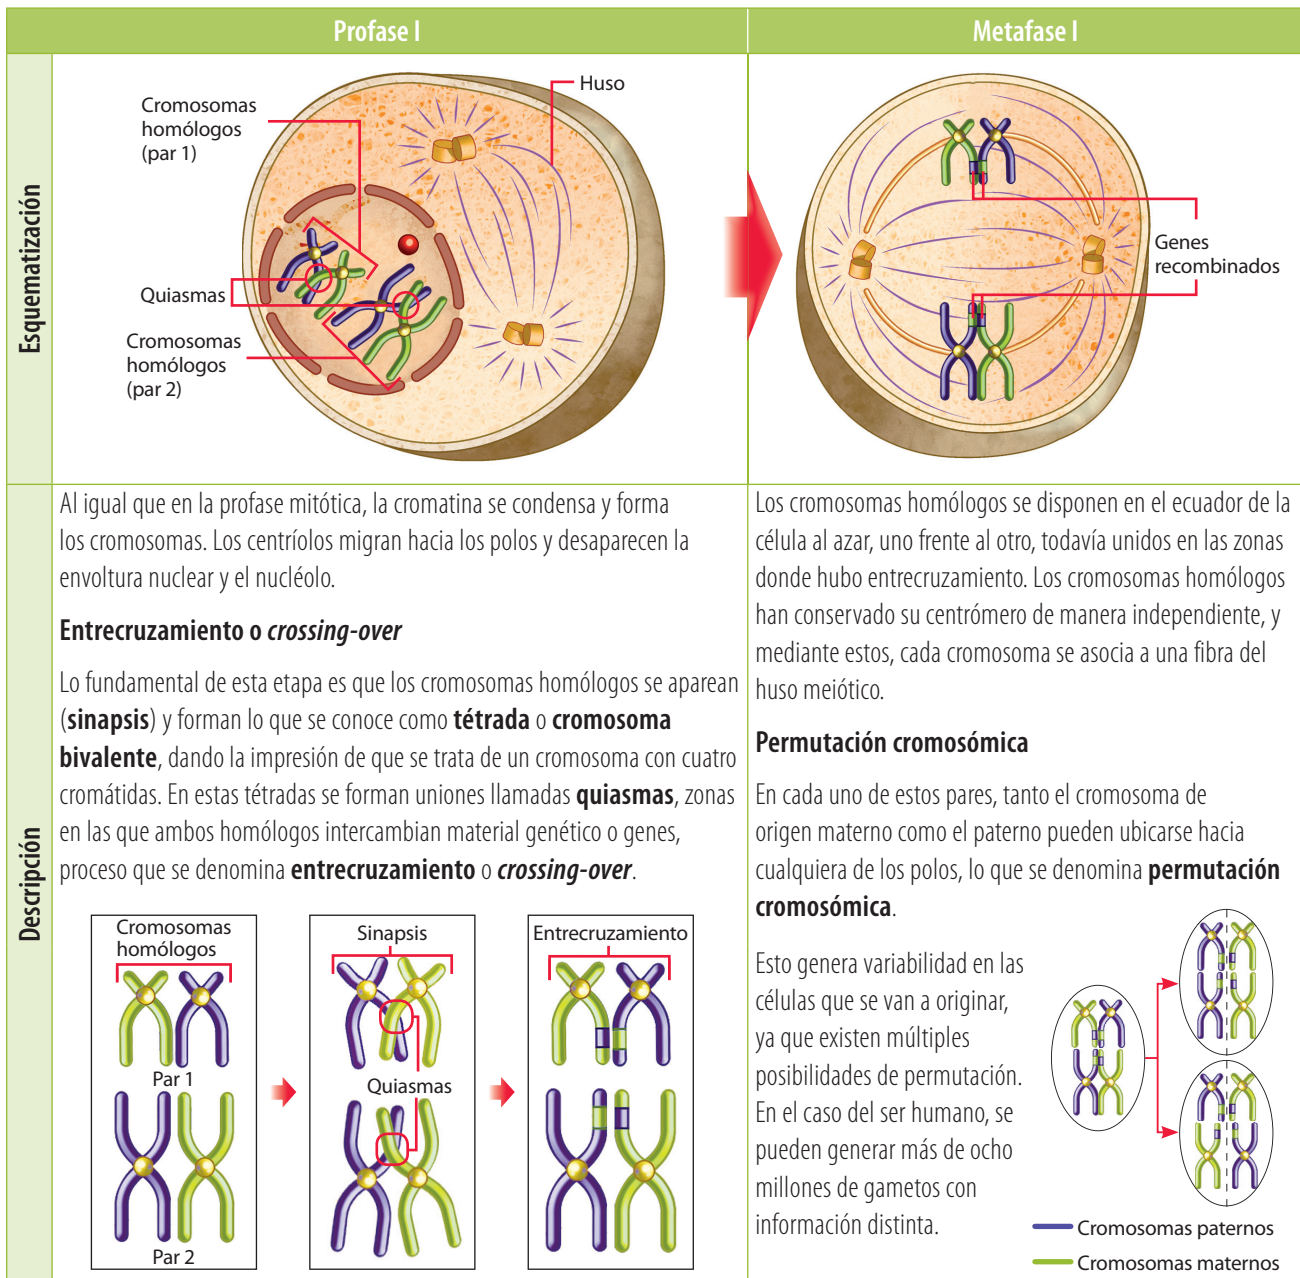 Profase I
Metafase I
Esquematización
Cromosomas
homólogos
(par 1)
Huso
Quiasmas
Cromosomas
homólogos
(par 2)
Genes
recombinados
Descripción
Al igual que en la profase mitótica, la cromatina se condensa y forma
los cromosomas. Los centríolos migran hacia los polos y desaparecen la
envoltura nuclear y el nucléolo.
Entrecruzamiento o crossing-over
Lo fundamental de esta etapa es que los cromosomas homólogos se aparean
(sinapsis) y forman lo que se conoce como tétrada o cromosoma
bivalente, dando la impresión de que se trata de un cromosoma con cuatro
cromátidas. En estas tétradas se forman uniones llamadas quiasmas, zonas
en las que ambos homólogos intercambian material genético o genes,
proceso que se denomina entrecruzamiento o crossing-over.
Cromosomas
homólogos
Par 1
Par 2
Sinapsis
Quiasmas
Entrecruzamiento
Los cromosomas homólogos se disponen en el ecuador de la
célula al azar, uno frente al otro, todavía unidos en las zonas
donde hubo entrecruzamiento. Los cromosomas homólogos
han conservado su centrómero de manera independiente, y
mediante estos, cada cromosoma se asocia a una fibra del
huso meiótico.
Permutación cromosómica
En cada uno de estos pares, tanto el cromosoma de
origen materno como el paterno pueden ubicarse hacia
cualquiera de los polos, lo que se denomina permutación
cromosómica.
Esto genera variabilidad en las
células que se van a originar,
ya que existen múltiples
posibilidades de permutación.
En el caso del ser humano, se
pueden generar más de ocho
millones de gametos con
información distinta.
Cromosomas paternos
Cromosomas maternos